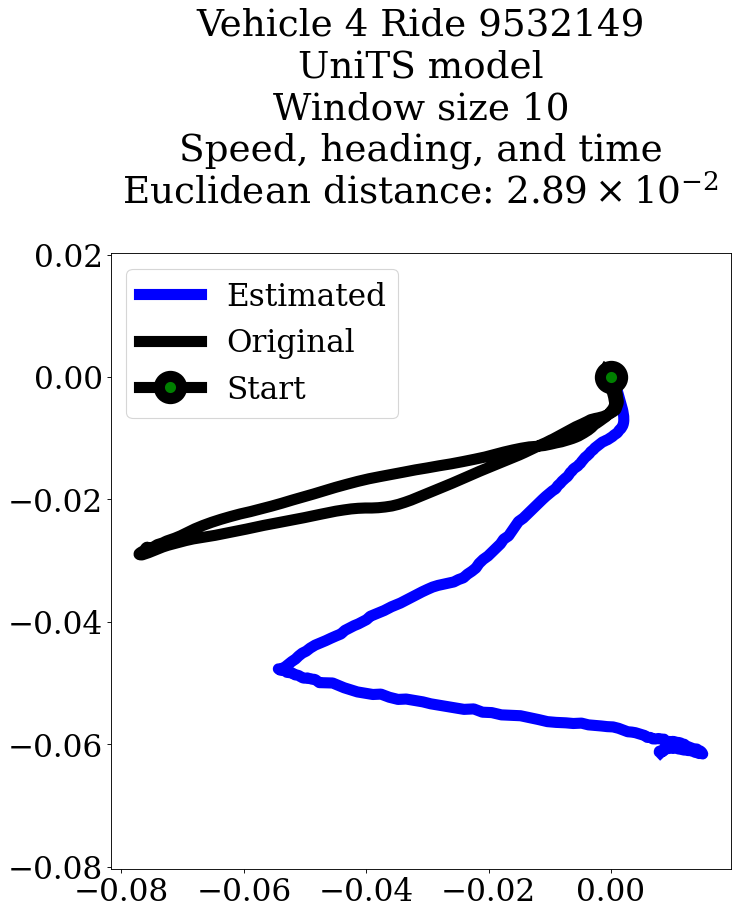 Vehicle 4 Ride 9532149
UniTS model
Window size 10
Speed, heading, and time
Euclidean distance: 2.89 × 10⁻²
0.02
0.00
−0.02
−0.04
−0.06
−0.08
Estimated
Original
Start
−0.08 −0.06 −0.04 −0.02 0.00